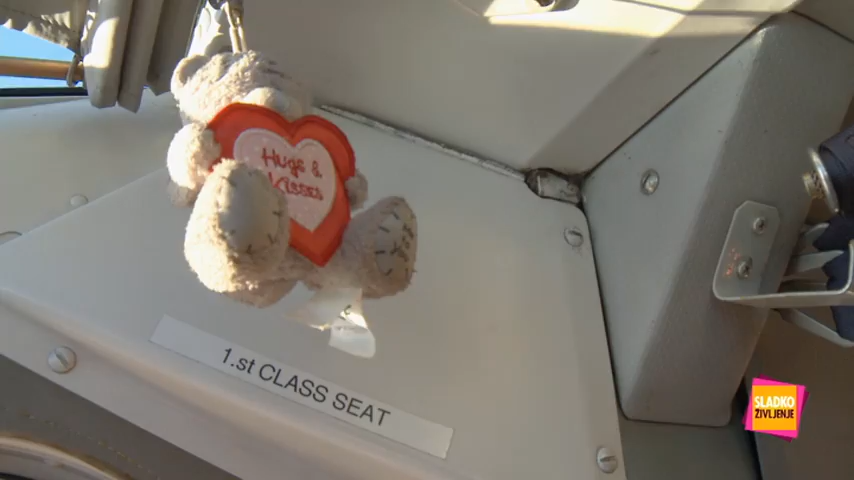 Hugs &
Kisses
1.st CLASS SEAT
SLADKO
ŽIVLJENJE